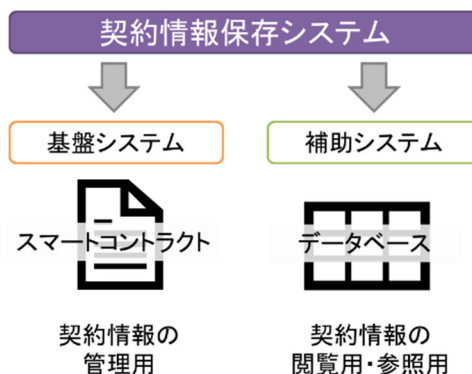 契約情報保存システム
基盤システム
補助システム
スマートコントラクト
データベース
契約情報の
管理用
契約情報の
閲覧用・参照用